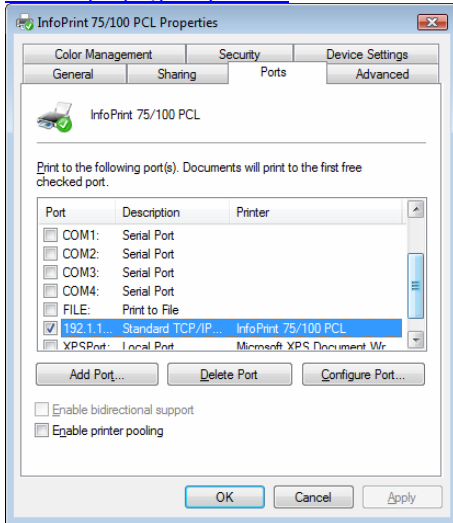 InfoPrint 75/100 PCL Properties
Color Management Security Device Settings
General Sharing Ports Advanced
InfoPrint 75/100 PCL
Print to the following port(s). Documents will print to the first free
checked port.
Port Description Printer
COM1: Serial Port
COM2: Serial Port
COM3: Serial Port
COM4: Serial Port
FILE: Print to File
192.1.1... Standard TCP/IP... InfoPrint 75/100 PCL
XPSPort: Local Port Microsoft XPS Document Wr
Add Port... Delete Port Configure Port...
Enable bidirectional support
Enable printer pooling
OK Cancel Apply